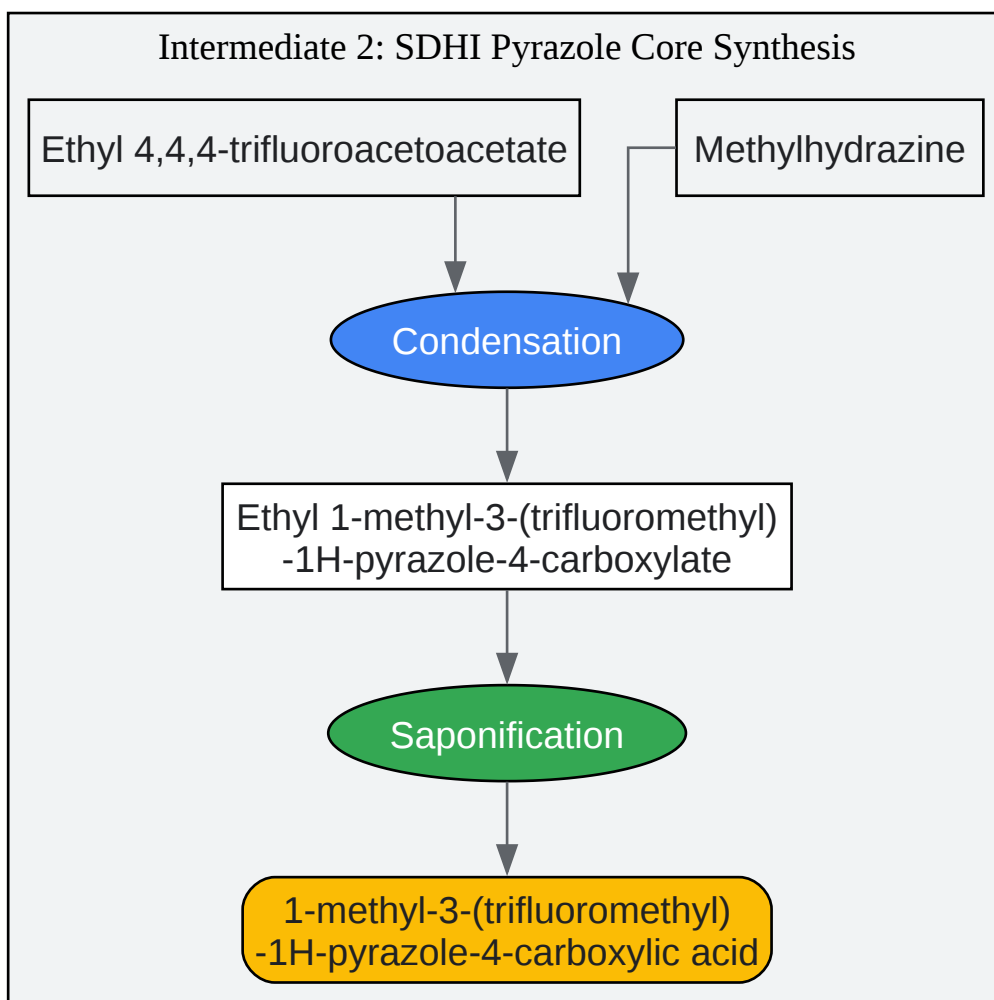 Intermediate 2: SDHI Pyrazole Core Synthesis
Ethyl 4,4,4-trifluoroacetoacetate
Methylhydrazine
Condensation
Ethyl 1-methyl-3-(trifluoromethyl)
-1H-pyrazole-4-carboxylate
Saponification
1-methyl-3-(trifluoromethyl)
-1H-pyrazole-4-carboxylic acid